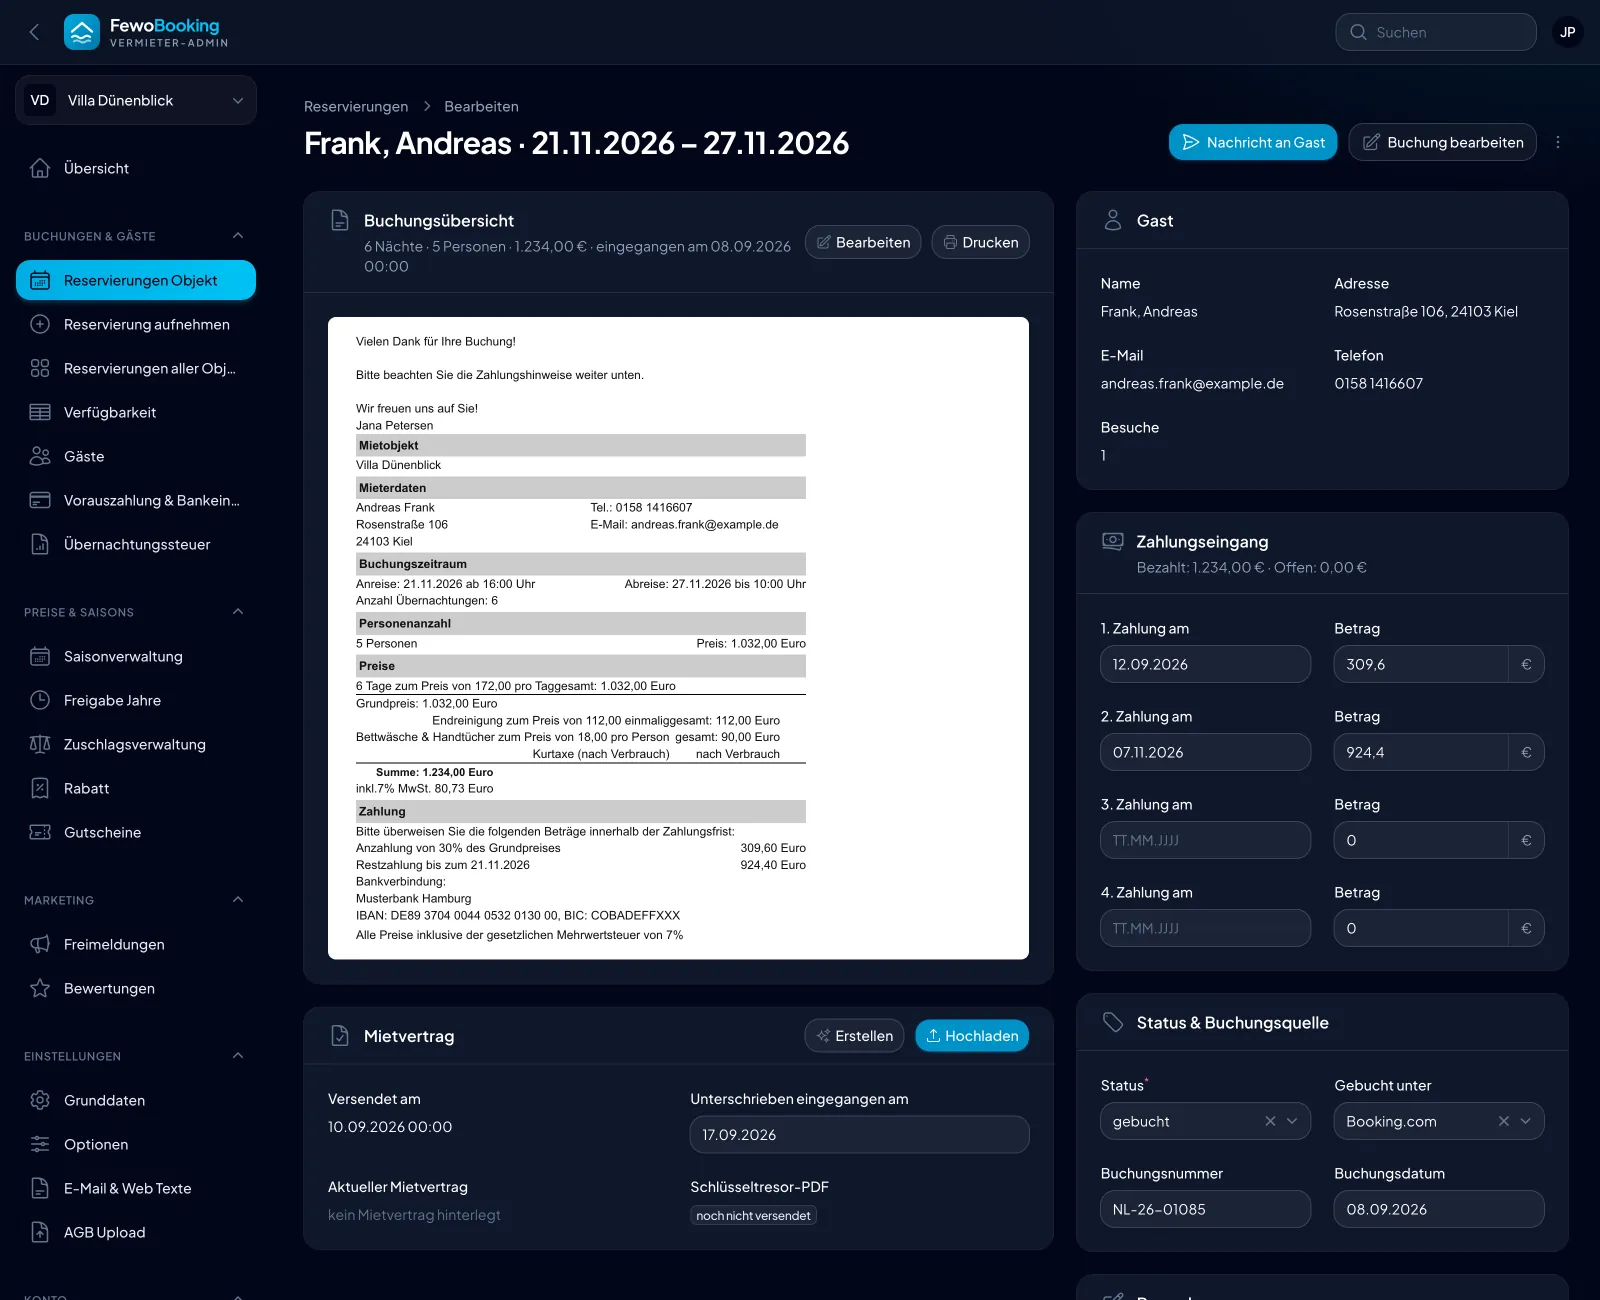 FewoBooking
VERMIETER-ADMIN
Suchen
JP
VD Villa Dünenblick
Übersicht
BUCHUNGEN & GÄSTE
Reservierungen Objekt
Reservierung aufnehmen
Reservierungen aller Obj...
Verfügbarkeit
Gäste
Vorauszahlung & Bankein...
Übernachtungssteuer
PREISE & SAISONS
Saisonverwaltung
Freigabe Jahre
Zuschlagsverwaltung
Rabatt
Gutscheine
MARKETING
Freimeldungen
Bewertungen
EINSTELLUNGEN
Grunddaten
Optionen
E-Mail & Web Texte
AGB Upload
KONTO
Reservierungen > Bearbeiten
Frank, Andreas · 21.11.2026 – 27.11.2026
Nachricht an Gast
Buchung bearbeiten
Buchungsübersicht
6 Nächte · 5 Personen · 1.234,00 € · eingegangen am 08.09.2026
00:00
Bearbeiten
Drucken
Vielen Dank für Ihre Buchung!
Bitte beachten Sie die Zahlungshinweise weiter unten.
Wir freuen uns auf Sie!
Jana Petersen
Mietobjekt
Villa Dünenblick
Mieterdaten
Andreas Frank Tel.: 0158 1416607
Rosenstraße 106 E-Mail: andreas.frank@example.de
24103 Kiel
Buchungszeitraum
Anreise: 21.11.2026 ab 16:00 Uhr Abreise: 27.11.2026 bis 10:00 Uhr
Anzahl Übernachtungen: 6
Personenanzahl
5 Personen Preis: 1.032,00 Euro
Preise
6 Tage zum Preis von 172,00 pro Taggesamt: 1.032,00 Euro
Grundpreis: 1.032,00 Euro
Endreinigung zum Preis von 112,00 einmaliggesamt: 112,00 Euro
Bettwäsche & Handtücher zum Preis von 18,00 pro Person gesamt: 90,00 Euro
Kurtaxe (nach Verbrauch) nach Verbrauch
Summe: 1.234,00 Euro
inkl.7% MwSt. 80,73 Euro
Zahlung
Bitte überweisen Sie die folgenden Beträge innerhalb der Zahlungsfrist:
Anzahlung von 30% des Grundpreises 309,60 Euro
Restzahlung bis zum 21.11.2026 924,40 Euro
Bankverbindung:
Musterbank Hamburg
IBAN: DE89 3704 0044 0532 0130 00, BIC: COBADEFFXXX
Alle Preise inklusive der gesetzlichen Mehrwertsteuer von 7%
Mietvertrag
Erstellen
Hochladen
Versendet am
10.09.2026 00:00
Unterschrieben eingegangen am
17.09.2026
Aktueller Mietvertrag
kein Mietvertrag hinterlegt
Schlüsseltresor-PDF
noch nicht versendet
Gast
Name
Frank, Andreas
Adresse
Rosenstraße 106, 24103 Kiel
E-Mail
andreas.frank@example.de
Telefon
0158 1416607
Besuche
1
Zahlungseingang
Bezahlt: 1.234,00 € · Offen: 0,00 €
1. Zahlung am
12.09.2026
Betrag
309,6 €
2. Zahlung am
07.11.2026
Betrag
924,4 €
3. Zahlung am
TT.MM.JJJJ
Betrag
0 €
4. Zahlung am
TT.MM.JJJJ
Betrag
0 €
Status & Buchungsquelle
Status*
gebucht
Gebucht unter
Booking.com
Buchungsnummer
NL-26-01085
Buchungsdatum
08.09.2026